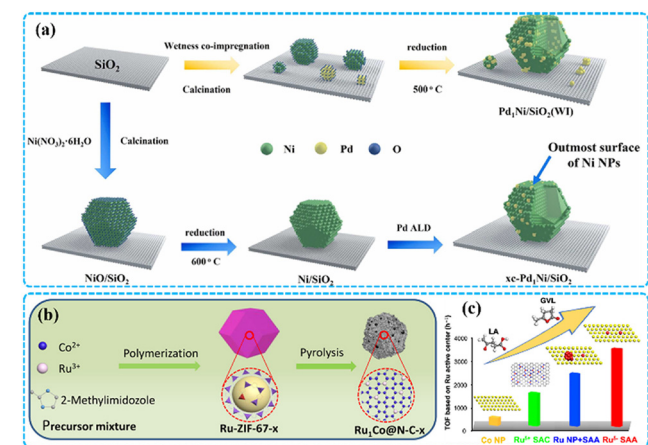 (a)
SiO2
Wetness co-impregnation
Calcination
reduction
500 ° C
Pd1Ni/SiO2(WI)
Ni(NO3)2·6H2O
Calcination
Ni
Pd
O
Outmost surface
of Ni NPs
NiO/SiO2
reduction
600 ° C
Ni/SiO2
Pd ALD
xc-Pd1Ni/SiO2
(b)
Co2+
Ru3+
2-Methylimidozole
Precursor mixture
Polymerization
Ru-ZIF-67-x
Pyrolysis
Ru1Co@N-C-x
(c)
TOF based on Ru active center (h-1)
4000
3000
2000
1000
0
LA
GVL
Co NP
Ruδ+ SAC
Ru NP+SAA
Ruδ- SAA